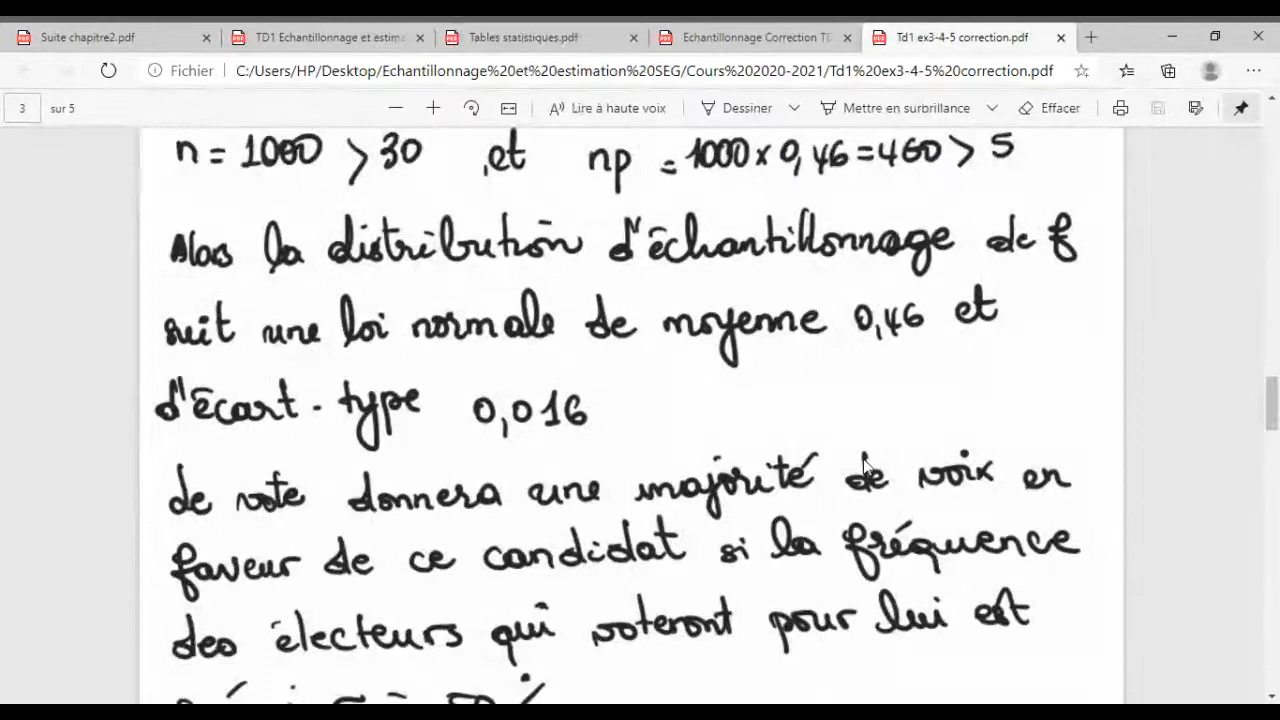 Suite chapitre2.pdf
TD1 Echantillonnage et estima
Tables statistiques.pdf
Echantillonnage Correction T
Td1 ex3-4-5 correction.pdf
Fichier
C:/Users/HP/Desktop/Echantillonnage%20et%20estimation%20SEG/Cours%202020-2021/Td1%20ex3-4-5%20correction.pdf
3 sur 5
Lire à haute voix
Dessiner
Mettre en surbrillance
Effacer
n = 1000 > 30 , et np = 1000 x 0,46 = 460 > 5
Alors la distribution d'échantillonnage de f
suit une loi normale de moyenne 0,46 et
d'écart-type 0,016
de vote donnera une majorité de voix en
faveur de ce candidat si la fréquence
des électeurs qui voteront pour lui est